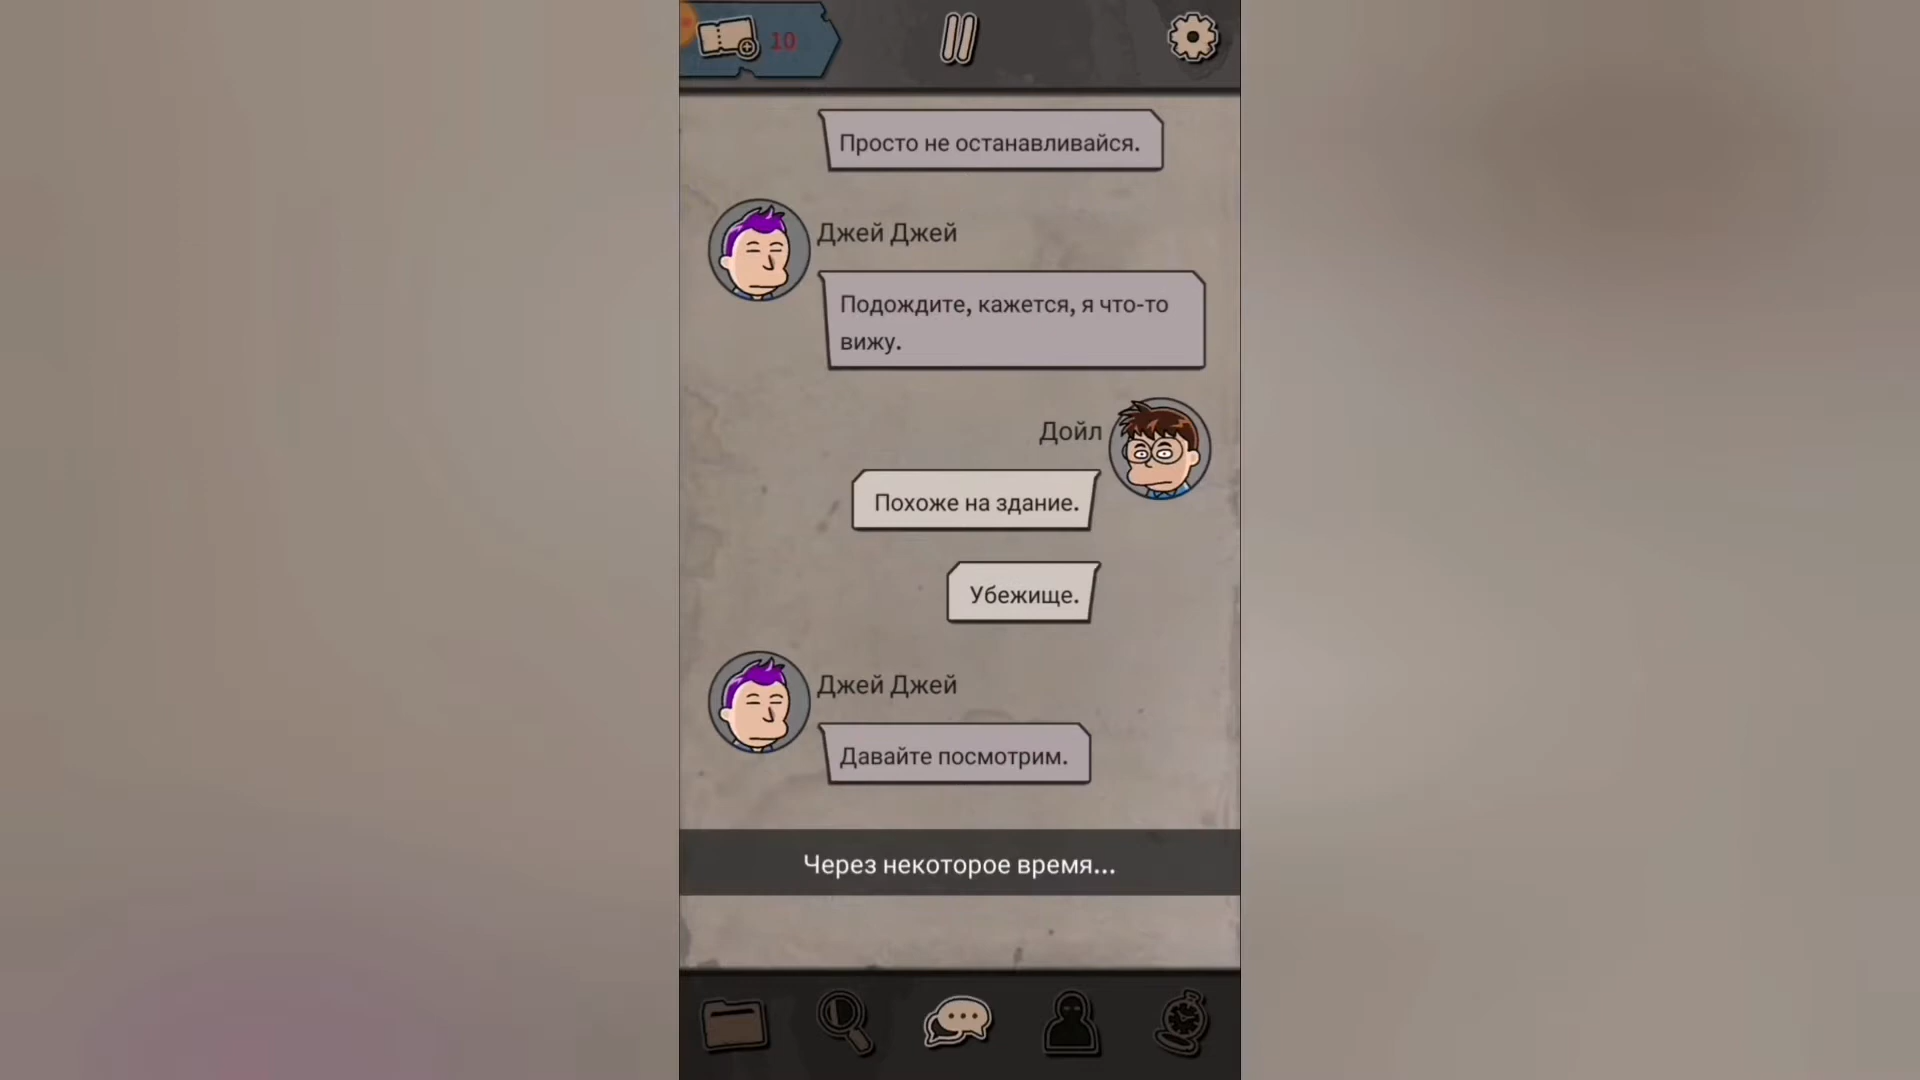 10
Просто не останавливайся.
Джей Джей
Подождите, кажется, я что-то
вижу.
Дойл
Похоже на здание.
Убежище.
Джей Джей
Давайте посмотрим.
Через некоторое время...